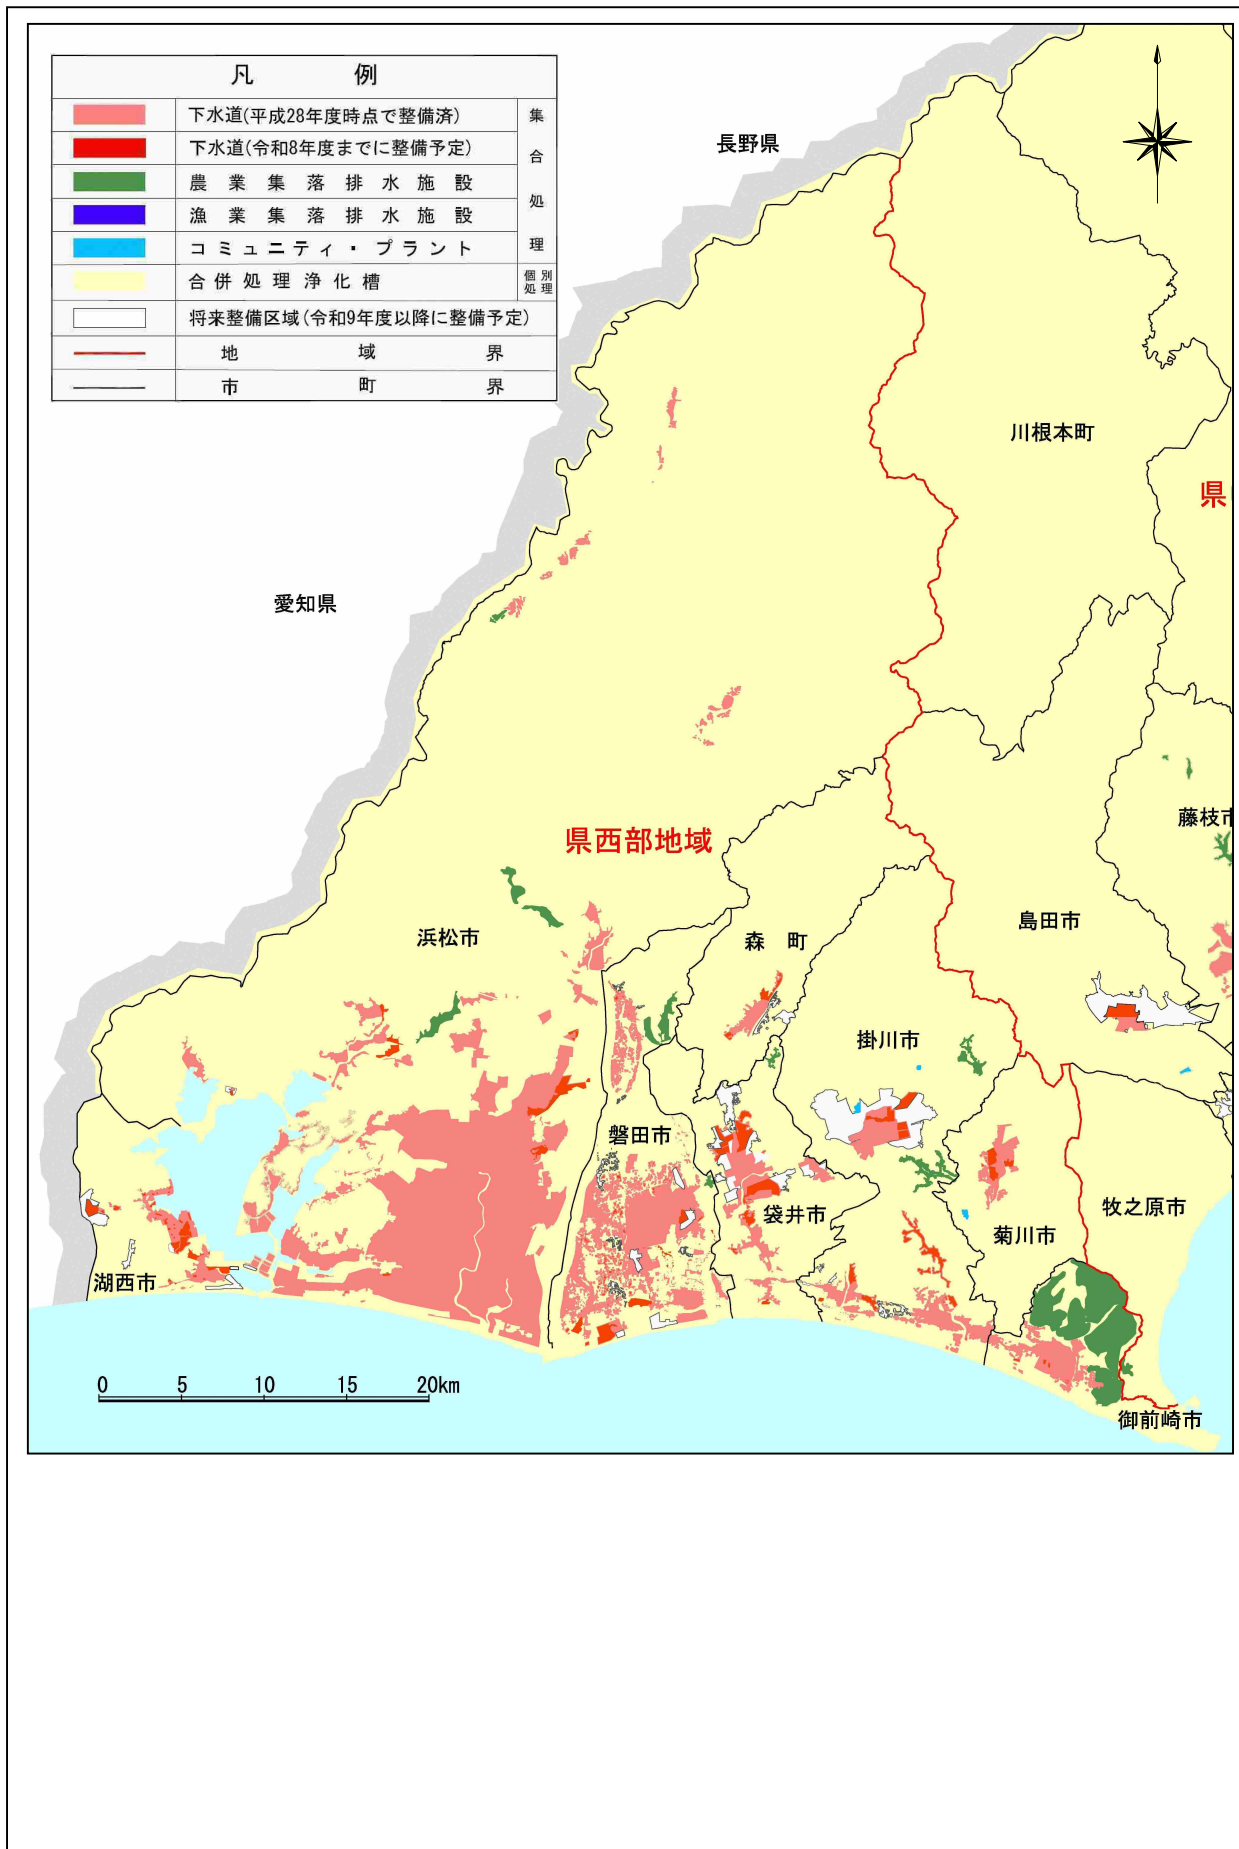 凡 例
下水道(平成28年度時点で整備済)
下水道(令和8年度までに整備予定)
農業集落排水施設
漁業集落排水施設
コミュニティ・プラント
集合処理
合併処理浄化槽
個別処理
将来整備区域(令和9年度以降に整備予定)
地域界
市町界
長野県
川根本町
県
愛知県
藤枝市
県西部地域
島田市
浜松市
森 町
掛川市
磐田市
牧之原市
袋井市
菊川市
湖西市
0 5 10 15 20km
御前崎市